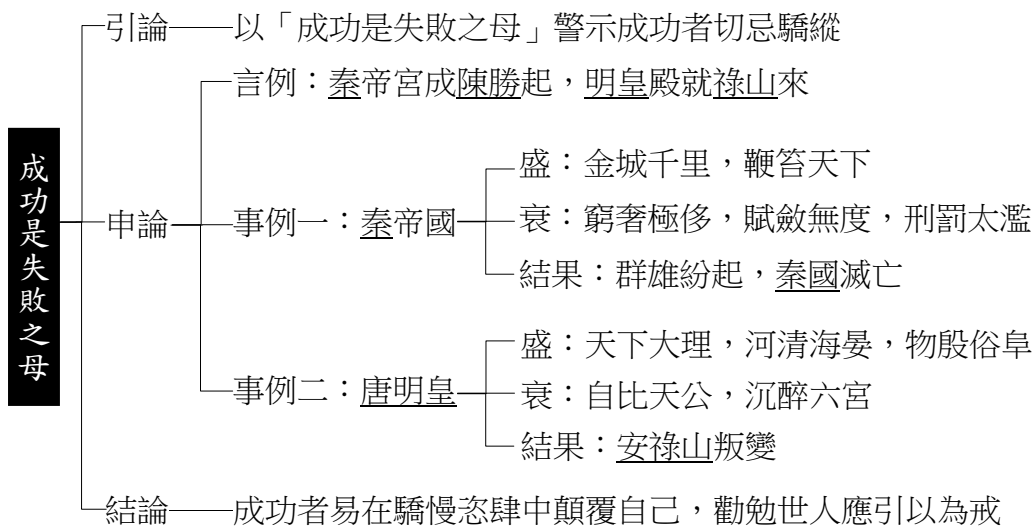 成功是失敗之母
引論
以「成功是失敗之母」警示成功者切忌驕縱
申論
言例：秦帝宮成陳勝起，明皇殿就祿山來
事例一：秦帝國
盛：金城千里，鞭笞天下
衰：窮奢極侈，賦斂無度，刑罰太濫
結果：群雄紛起，秦國滅亡
事例二：唐明皇
盛：天下大理，河清海晏，物殷俗阜
衰：自比天公，沉醉六宮
結果：安祿山叛變
結論
成功者易在驕慢恣肆中顛覆自己，勸勉世人應引以為戒